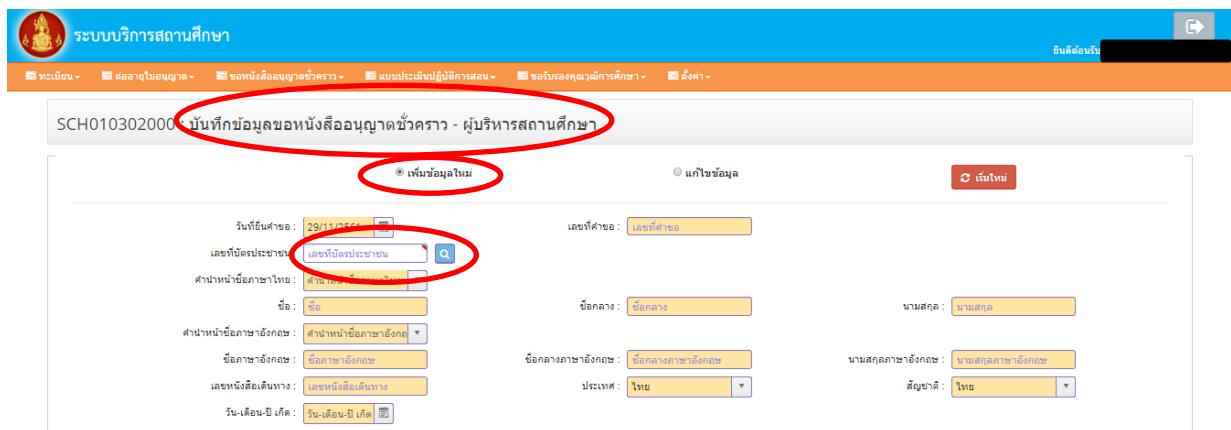 ระบบบริการสถานศึกษา
ยินดีต้อนรับ
ทะเบียน ต่ออายุใบอนุญาต ขอหนังสืออนุญาตชั่วคราว แบบประเมินปฏิบัติการสอน ขอรับรองคุณวุฒิการศึกษา ตั้งค่า
SCH010302000 : บันทึกข้อมูลขอหนังสืออนุญาตชั่วคราว - ผู้บริหารสถานศึกษา
เพิ่มข้อมูลใหม่ แก้ไขข้อมูล เริ่มใหม่
วันที่ยื่นคำขอ : 29/11/2561 เลขที่คำขอ : เลขที่คำขอ
เลขที่บัตรประชาชน เลขที่บัตรประชาชน
คำนำหน้าชื่อภาษาไทย : คำนำหน้าชื่อภาษาไทย
ชื่อ : ชื่อ ชื่อกลาง : ชื่อกลาง นามสกุล : นามสกุล
คำนำหน้าชื่อภาษาอังกฤษ : คำนำหน้าชื่อภาษาอังกฤ
ชื่อภาษาอังกฤษ : ชื่อภาษาอังกฤษ ชื่อกลางภาษาอังกฤษ : ชื่อกลางภาษาอังกฤษ นามสกุลภาษาอังกฤษ : นามสกุลภาษาอังกฤษ
เลขหนังสือเดินทาง : เลขหนังสือเดินทาง ประเทศ : ไทย สัญชาติ : ไทย
วัน-เดือน-ปี เกิด : วัน-เดือน-ปี เกิด